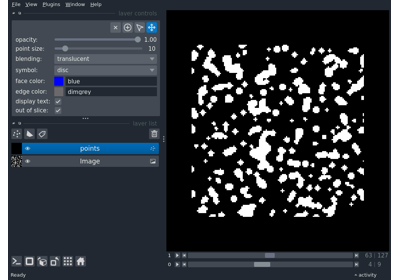 File View Plugins Window Help
layer controls
opacity: 1.00
point size: 10
blending: translucent
symbol: disc
face color: blue
edge color: dimgrey
display text:
out of slice:
layer list
points
Image
1 63 127
0 4 9
Ready activity